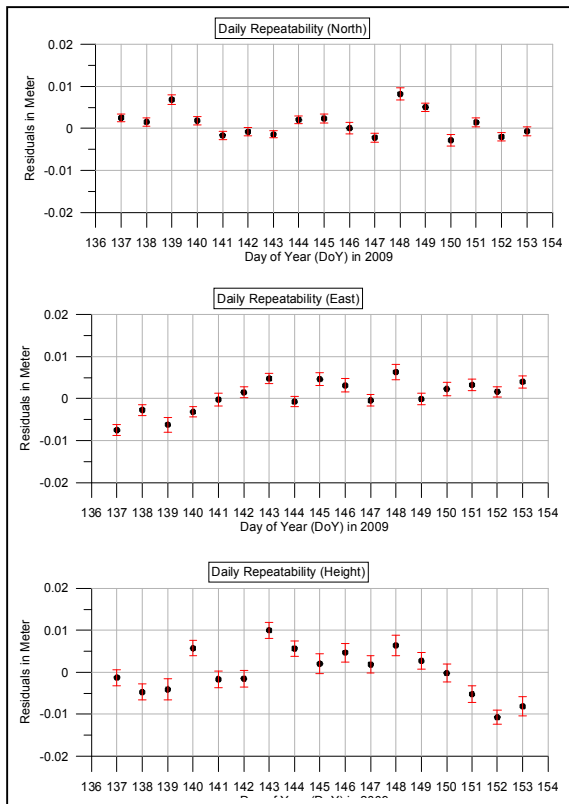 Daily Repeatability (North)
0.02
0.01
0
-0.01
-0.02
Residuals in Meter
136 137 138 139 140 141 142 143 144 145 146 147 148 149 150 151 152 153 154
Day of Year (DoY) in 2009
Daily Repeatability (East)
0.02
0.01
0
-0.01
-0.02
Residuals in Meter
136 137 138 139 140 141 142 143 144 145 146 147 148 149 150 151 152 153 154
Day of Year (DoY) in 2009
Daily Repeatability (Height)
0.02
0.01
0
-0.01
-0.02
Residuals in Meter
136 137 138 139 140 141 142 143 144 145 146 147 148 149 150 151 152 153 154
Day of Year (DoY) in 2009